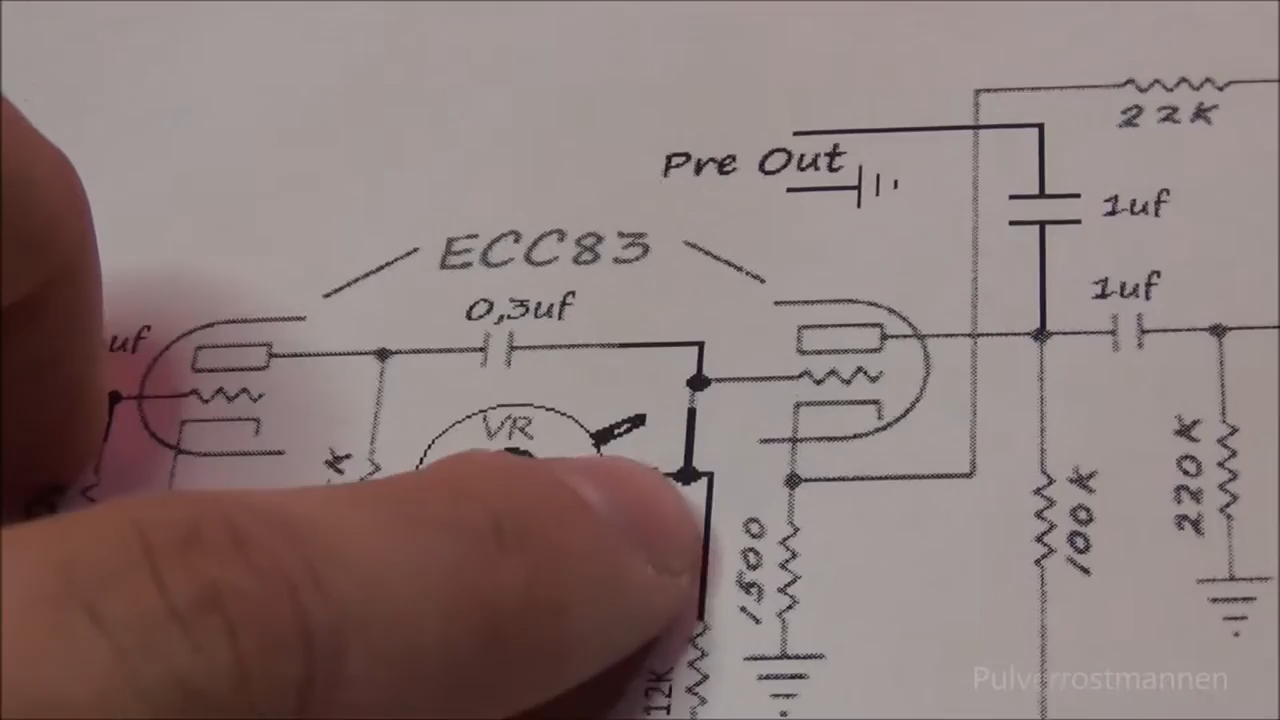 22K
Pre Out
1uf
ECC83
1uf
0,3uf
uf
VR
K
220K
100K
1500
12K
Pulverrostmannen